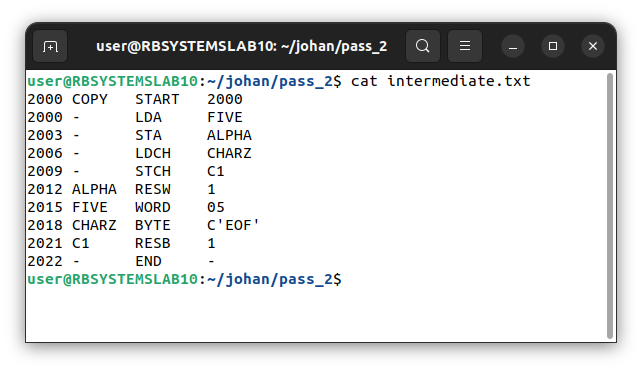 user@RBSYSTEMSLAB10: ~/johan/pass_2
user@RBSYSTEMSLAB10:~/johan/pass_2$ cat intermediate.txt
2000 COPY START 2000
2000 - LDA FIVE
2003 - STA ALPHA
2006 - LDCH CHARZ
2009 - STCH C1
2012 ALPHA RESW 1
2015 FIVE WORD 05
2018 CHARZ BYTE C'EOF'
2021 C1 RESB 1
2022 - END -
user@RBSYSTEMSLAB10:~/johan/pass_2$